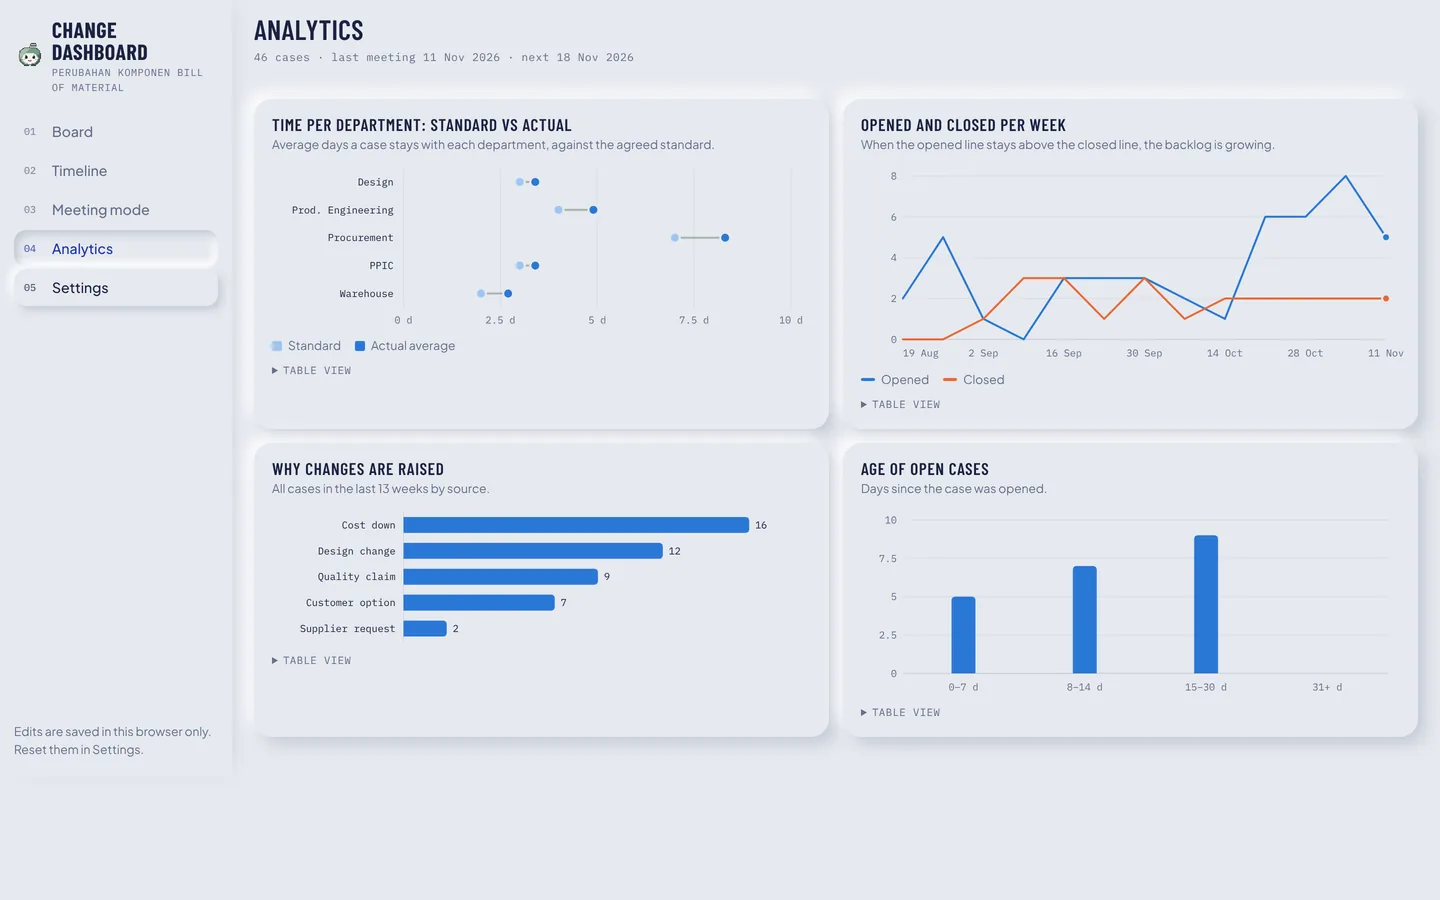 CHANGE
DASHBOARD
PERUBAHAN KOMPONEN BILL
OF MATERIAL
01 Board
02 Timeline
03 Meeting mode
04 Analytics
05 Settings
Edits are saved in this browser only.
Reset them in Settings.
ANALYTICS
46 cases · last meeting 11 Nov 2026 · next 18 Nov 2026
TIME PER DEPARTMENT: STANDARD VS ACTUAL
Average days a case stays with each department, against the agreed standard.
Design
Prod. Engineering
Procurement
PPIC
Warehouse
0 d 2.5 d 5 d 7.5 d 10 d
Standard Actual average
▶ TABLE VIEW
OPENED AND CLOSED PER WEEK
When the opened line stays above the closed line, the backlog is growing.
8
6
4
2
0
19 Aug 2 Sep 16 Sep 30 Sep 14 Oct 28 Oct 11 Nov
Opened Closed
▶ TABLE VIEW
WHY CHANGES ARE RAISED
All cases in the last 13 weeks by source.
Cost down 16
Design change 12
Quality claim 9
Customer option 7
Supplier request 2
▶ TABLE VIEW
AGE OF OPEN CASES
Days since the case was opened.
10
7.5
5
2.5
0
0–7 d 8–14 d 15–30 d 31+ d
▶ TABLE VIEW